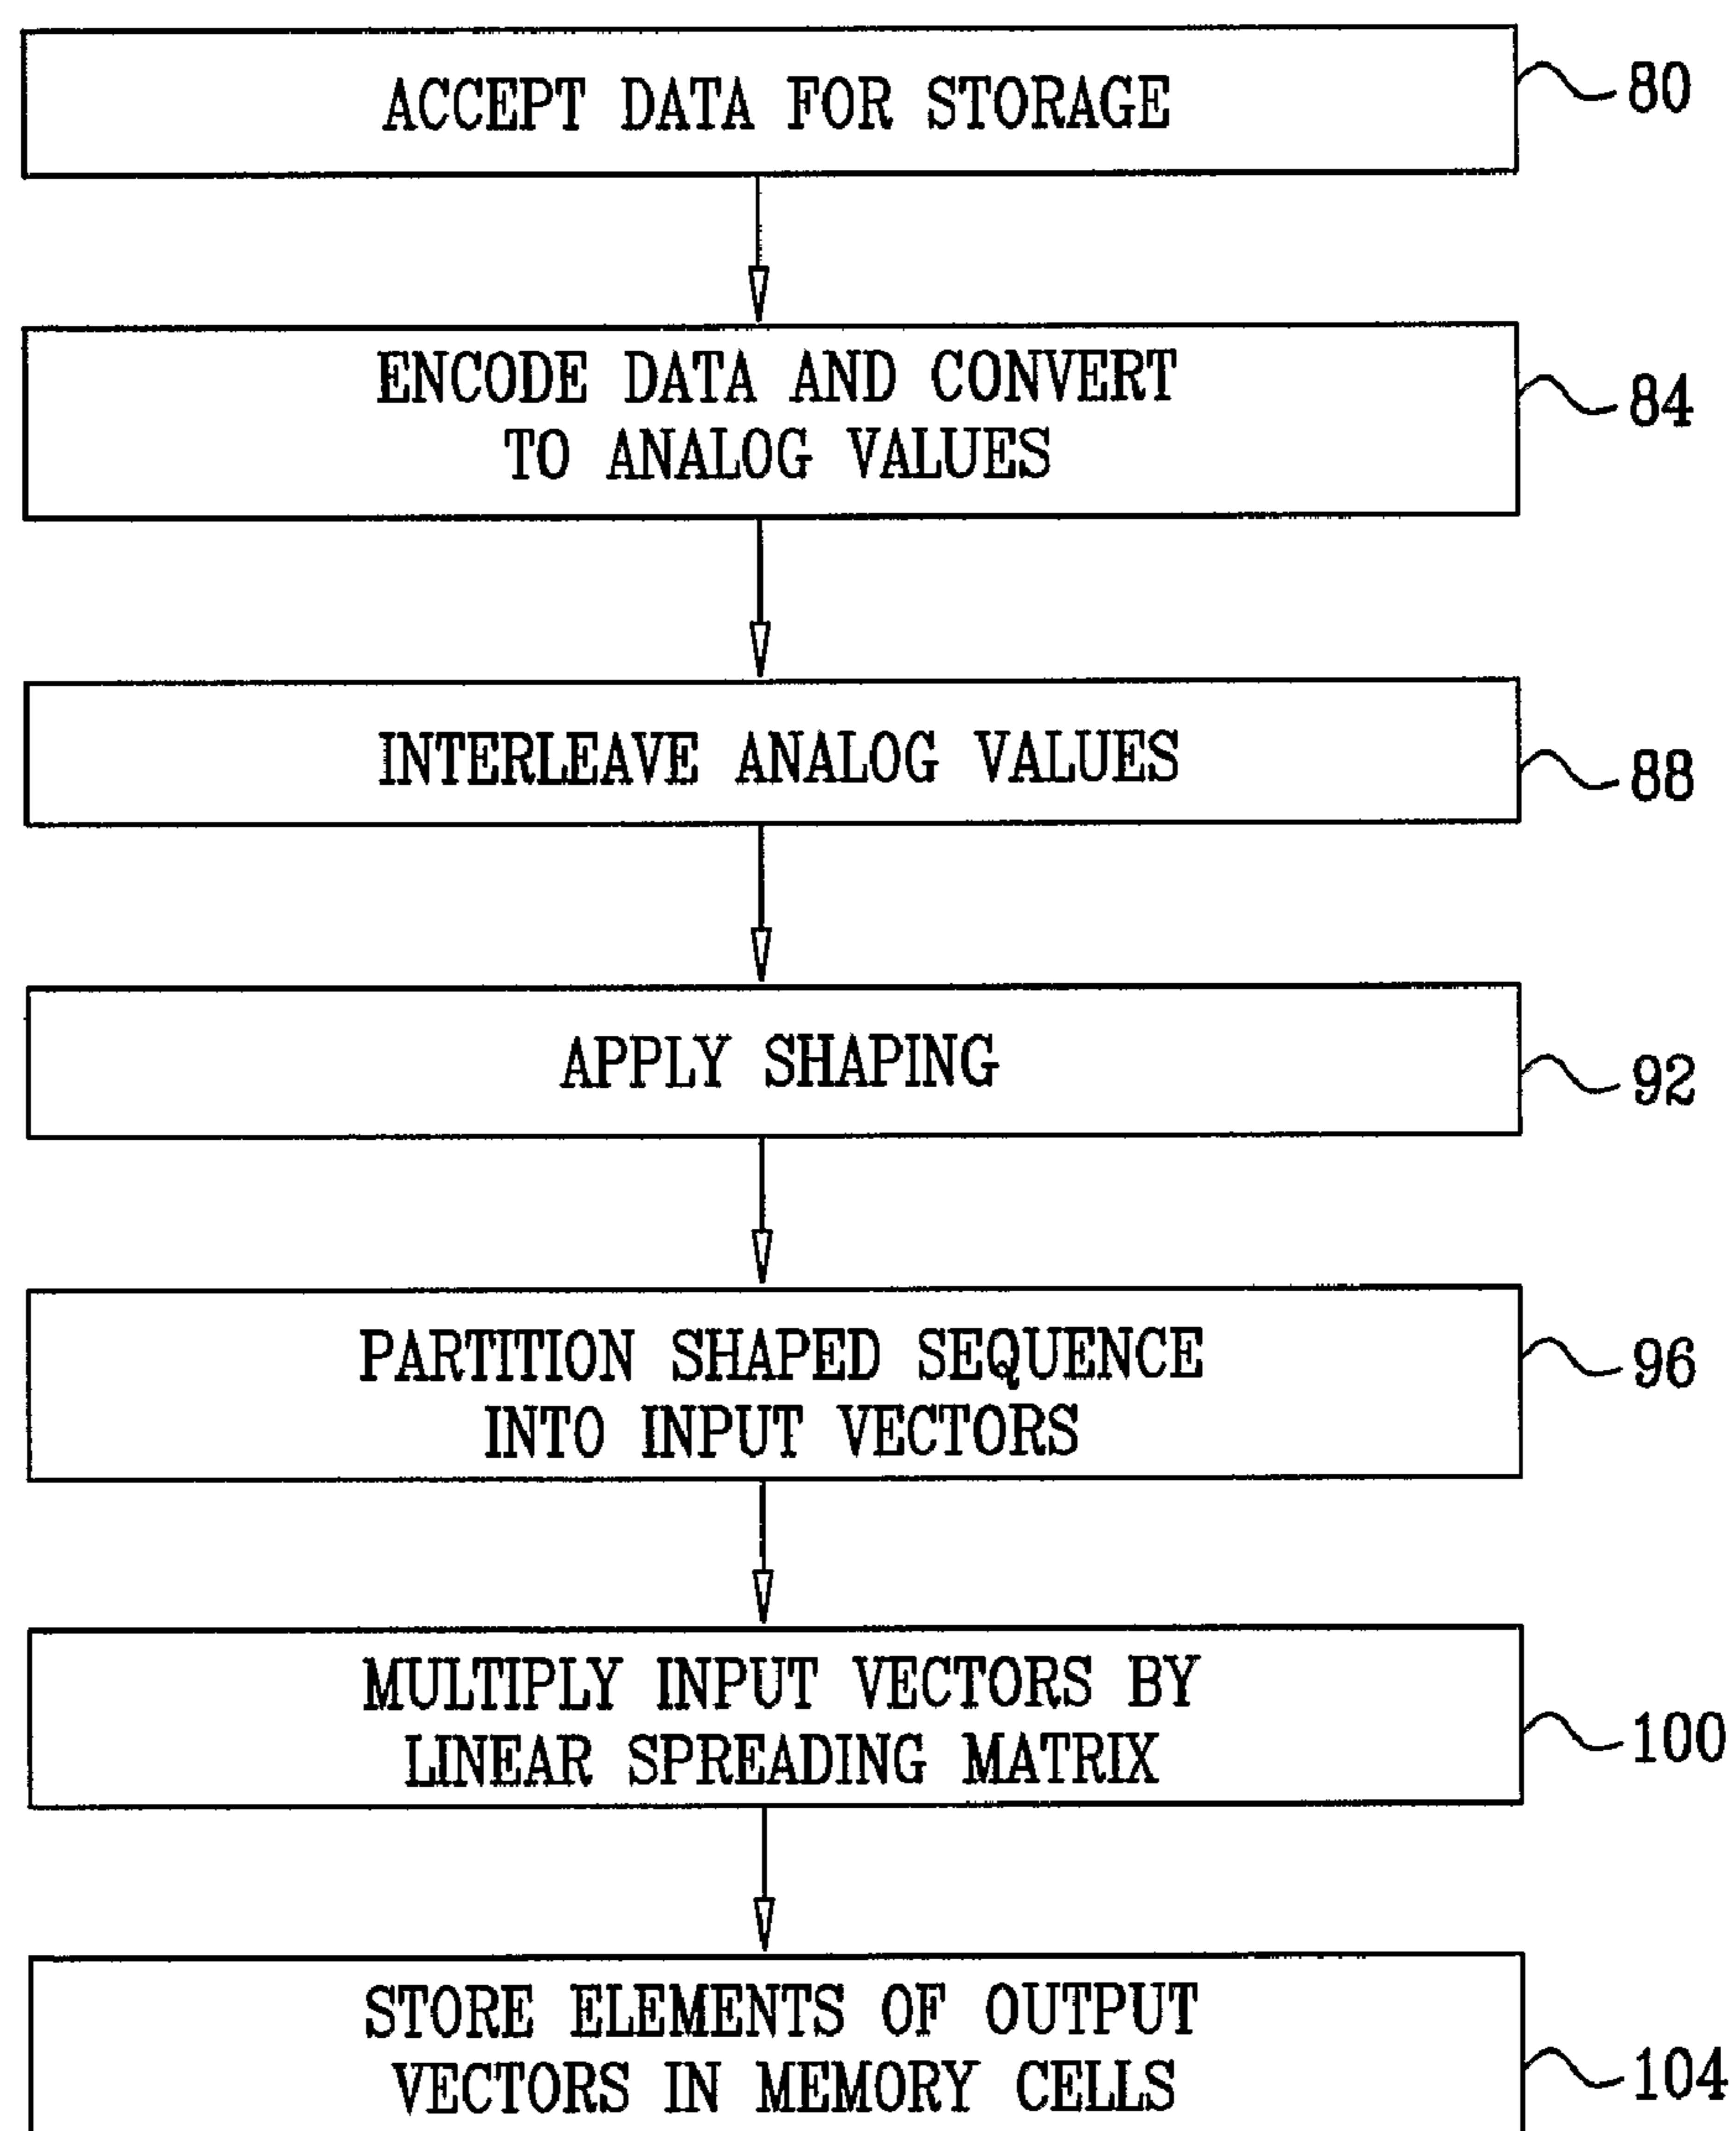 ACCEPT DATA FOR STORAGE
80
ENCODE DATA AND CONVERT
TO ANALOG VALUES
84
INTERLEAVE ANALOG VALUES
88
APPLY SHAPING
92
PARTITION SHAPED SEQUENCE
INTO INPUT VECTORS
96
MULTIPLY INPUT VECTORS BY
LINEAR SPREADING MATRIX
100
STORE ELEMENTS OF OUTPUT
VECTORS IN MEMORY CELLS
104